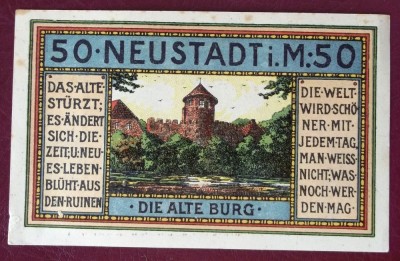 50·NEUSTADT i.M:50
DAS·ALTE
STÜRZT;
ES·ÄNDERT
SICH·DIE
ZEIT;U:NEU
ES·LEBEN
BLÜHT·AUS
DEN·RUINEN
DIE·WELT·
WIRD·SCHÖ
NER·MIT·
JEDEM·TAG,
MAN·WEISS
NICHT·WAS·
NOCH·WER·
DEN·MAG·
·DIE ALTE BURG·